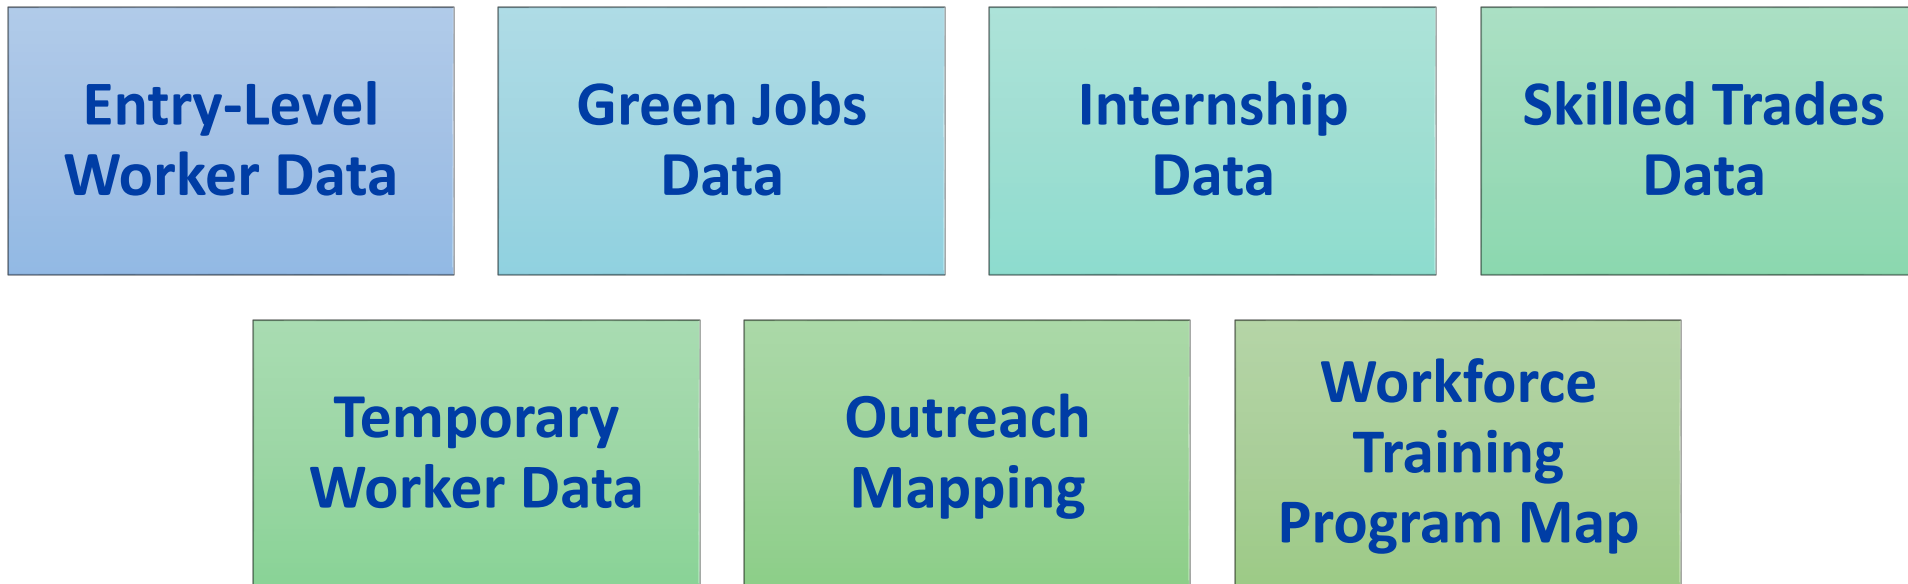 Entry-Level
Worker Data
Green Jobs
Data
Internship
Data
Skilled Trades
Data
Temporary
Worker Data
Outreach
Mapping
Workforce
Training
Program Map